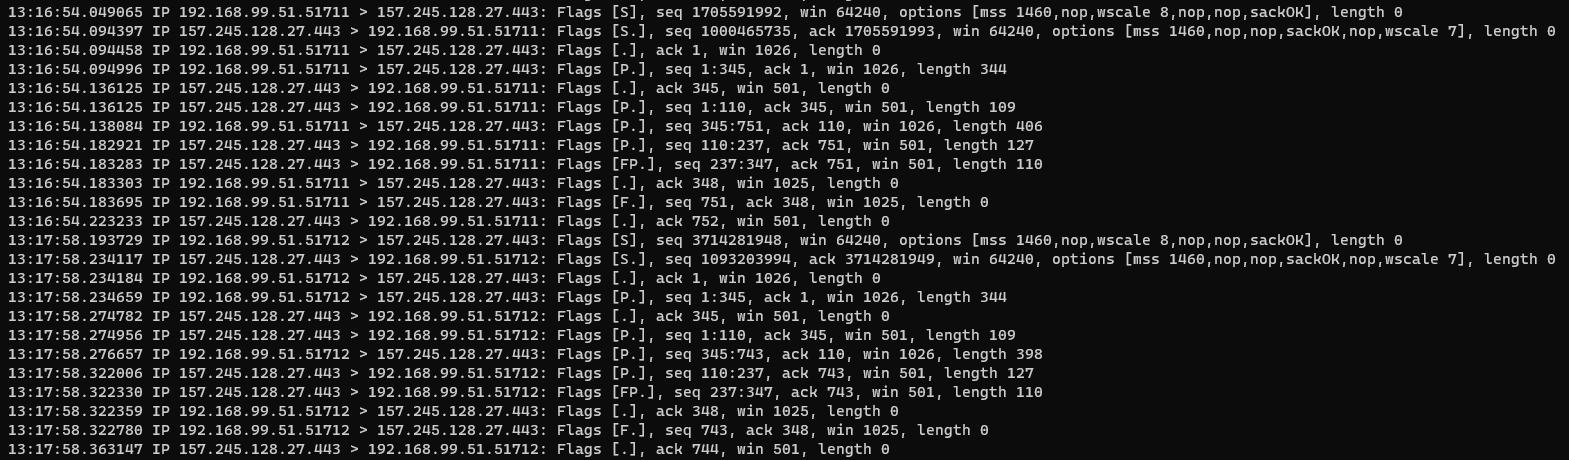 13:16:54.049065 IP 192.168.99.51.51711 > 157.245.128.27.443: Flags [S], seq 1705591992, win 64240, options [mss 1460,nop,wscale 8,nop,nop,sackOK], length 0
13:16:54.094397 IP 157.245.128.27.443 > 192.168.99.51.51711: Flags [S.], seq 1000465735, ack 1705591993, win 64240, options [mss 1460,nop,nop,sackOK,nop,wscale 7], length 0
13:16:54.094458 IP 192.168.99.51.51711 > 157.245.128.27.443: Flags [.], ack 1, win 1026, length 0
13:16:54.094996 IP 192.168.99.51.51711 > 157.245.128.27.443: Flags [P.], seq 1:345, ack 1, win 1026, length 344
13:16:54.136125 IP 157.245.128.27.443 > 192.168.99.51.51711: Flags [.], ack 345, win 501, length 0
13:16:54.136125 IP 157.245.128.27.443 > 192.168.99.51.51711: Flags [P.], seq 1:110, ack 345, win 501, length 109
13:16:54.138084 IP 192.168.99.51.51711 > 157.245.128.27.443: Flags [P.], seq 345:751, ack 110, win 1026, length 406
13:16:54.182921 IP 157.245.128.27.443 > 192.168.99.51.51711: Flags [P.], seq 110:237, ack 751, win 501, length 127
13:16:54.183283 IP 157.245.128.27.443 > 192.168.99.51.51711: Flags [FP.], seq 237:347, ack 751, win 501, length 110
13:16:54.183303 IP 192.168.99.51.51711 > 157.245.128.27.443: Flags [.], ack 348, win 1025, length 0
13:16:54.183695 IP 192.168.99.51.51711 > 157.245.128.27.443: Flags [F.], seq 751, ack 348, win 1025, length 0
13:16:54.223233 IP 157.245.128.27.443 > 192.168.99.51.51711: Flags [.], ack 752, win 501, length 0
13:17:58.193729 IP 192.168.99.51.51712 > 157.245.128.27.443: Flags [S], seq 3714281948, win 64240, options [mss 1460,nop,wscale 8,nop,nop,sackOK], length 0
13:17:58.234117 IP 157.245.128.27.443 > 192.168.99.51.51712: Flags [S.], seq 1093203994, ack 3714281949, win 64240, options [mss 1460,nop,nop,sackOK,nop,wscale 7], length 0
13:17:58.234184 IP 192.168.99.51.51712 > 157.245.128.27.443: Flags [.], ack 1, win 1026, length 0
13:17:58.234659 IP 192.168.99.51.51712 > 157.245.128.27.443: Flags [P.], seq 1:345, ack 1, win 1026, length 344
13:17:58.274782 IP 157.245.128.27.443 > 192.168.99.51.51712: Flags [.], ack 345, win 501, length 0
13:17:58.274956 IP 157.245.128.27.443 > 192.168.99.51.51712: Flags [P.], seq 1:110, ack 345, win 501, length 109
13:17:58.276657 IP 192.168.99.51.51712 > 157.245.128.27.443: Flags [P.], seq 345:743, ack 110, win 1026, length 398
13:17:58.322006 IP 157.245.128.27.443 > 192.168.99.51.51712: Flags [P.], seq 110:237, ack 743, win 501, length 127
13:17:58.322330 IP 157.245.128.27.443 > 192.168.99.51.51712: Flags [FP.], seq 237:347, ack 743, win 501, length 110
13:17:58.322359 IP 192.168.99.51.51712 > 157.245.128.27.443: Flags [.], ack 348, win 1025, length 0
13:17:58.322780 IP 192.168.99.51.51712 > 157.245.128.27.443: Flags [F.], seq 743, ack 348, win 1025, length 0
13:17:58.363147 IP 157.245.128.27.443 > 192.168.99.51.51712: Flags [.], ack 744, win 501, length 0